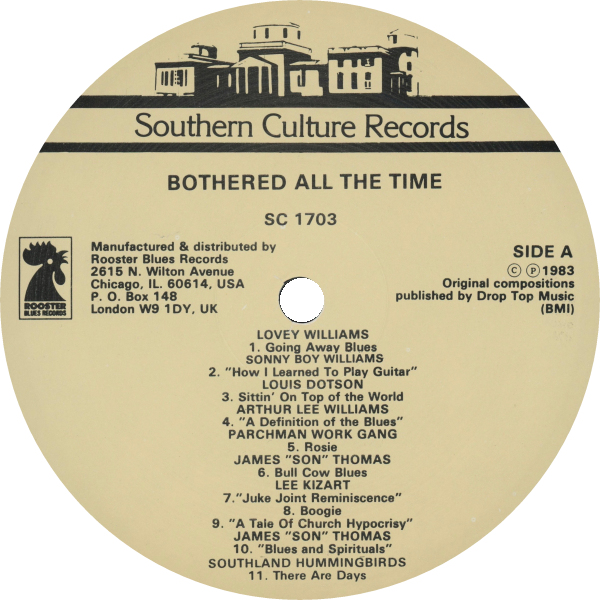 Southern Culture Records
BOTHERED ALL THE TIME
SC 1703
Manufactured & distributed by
Rooster Blues Records
2615 N. Wilton Avenue
Chicago, IL. 60614, USA
P. O. Box 148
London W9 1DY, UK
ROOSTER
BLUES RECORDS
SIDE A
© ℗ 1983
Original compositions
published by Drop Top Music
(BMI)
LOVEY WILLIAMS
1. Going Away Blues
SONNY BOY WILLIAMS
2. "How I Learned To Play Guitar"
LOUIS DOTSON
3. Sittin' On Top of the World
ARTHUR LEE WILLIAMS
4. "A Definition of the Blues"
PARCHMAN WORK GANG
5. Rosie
JAMES "SON" THOMAS
6. Bull Cow Blues
LEE KIZART
7."Juke Joint Reminiscence"
8. Boogie
9. "A Tale Of Church Hypocrisy"
JAMES "SON" THOMAS
10. "Blues and Spirituals"
SOUTHLAND HUMMINGBIRDS
11. There Are Days